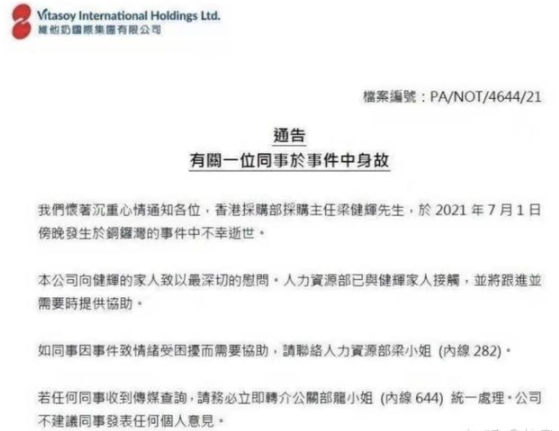 Vitasoy International Holdings Ltd.
維他奶國際集團有限公司
檔案編號：PA/NOT/4644/21
通告
有關一位同事於事件中身故
我們懷著沉重心情通知各位，香港採購部採購主任梁健輝先生，於 2021 年 7 月 1 日
傍晚發生於銅鑼灣的事件中不幸逝世。
本公司向健輝的家人致以最深切的慰問。人力資源部已與健輝家人接觸，並將跟進並
需要時提供協助。
如同事因事件致情緒受困擾而需要協助，請聯絡人力資源部梁小姐 (內線 282)。
若任何同事收到傳媒查詢，請務必立即轉介公關部龍小姐 (內線 644) 統一處理。公司
不建議同事發表任何個人意見。